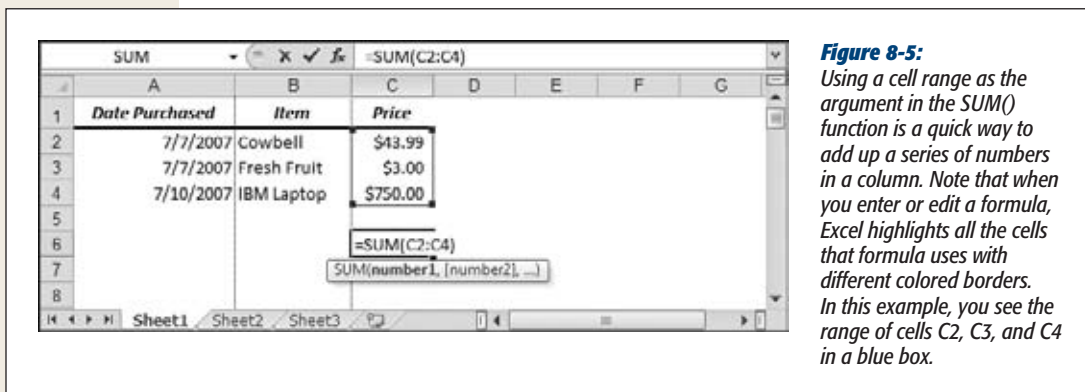 SUM fx =SUM(C2:C4)
A B C D E F G
1 Date Purchased Item Price
2 7/7/2007 Cowbell $43.99
3 7/7/2007 Fresh Fruit $3.00
4 7/10/2007 IBM Laptop $750.00
5
6 =SUM(C2:C4)
7 SUM(number1, [number2], ...)
8
Sheet1 Sheet2 Sheet3
Figure 8-5:
Using a cell range as the
argument in the SUM()
function is a quick way to
add up a series of numbers
in a column. Note that when
you enter or edit a formula,
Excel highlights all the cells
that formula uses with
different colored borders.
In this example, you see the
range of cells C2, C3, and C4
in a blue box.